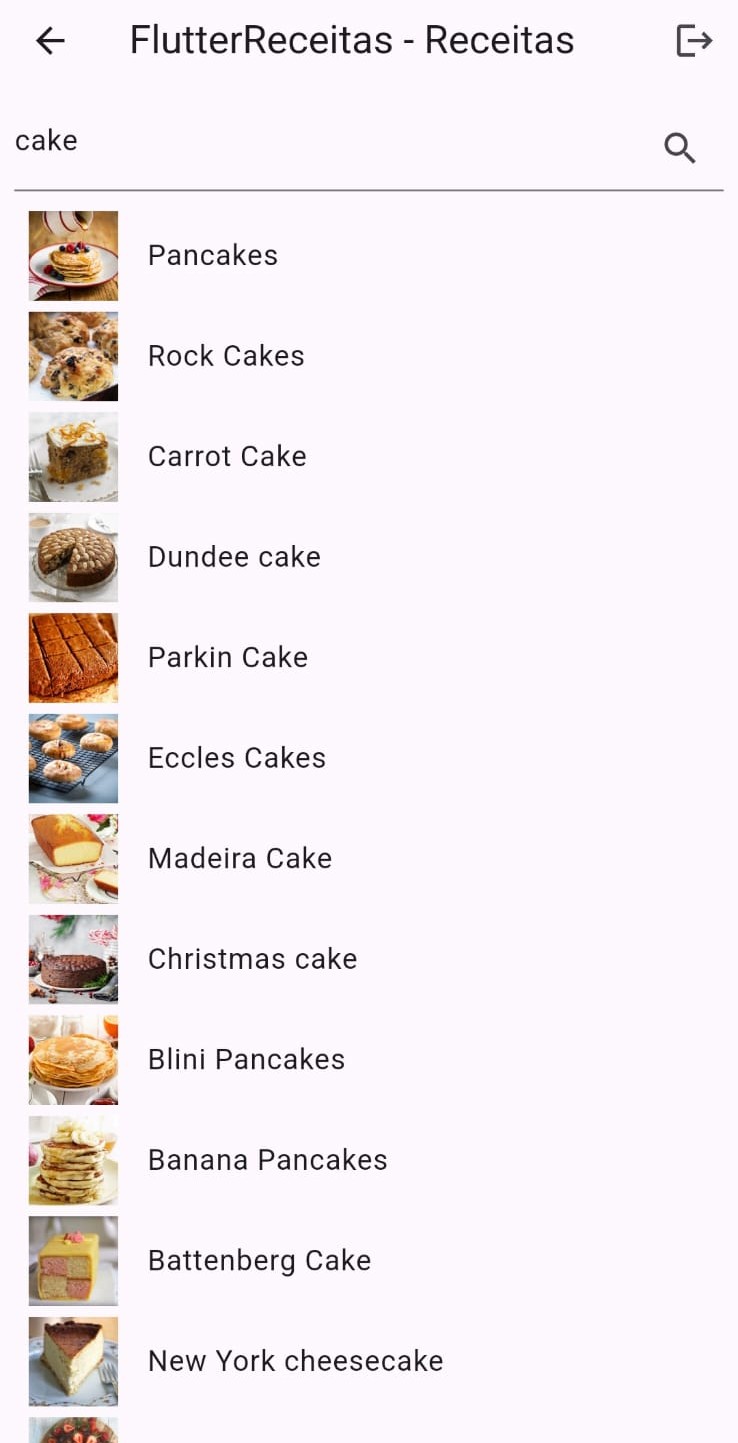 FlutterReceitas - Receitas
cake
Pancakes
Rock Cakes
Carrot Cake
Dundee cake
Parkin Cake
Eccles Cakes
Madeira Cake
Christmas cake
Blini Pancakes
Banana Pancakes
Battenberg Cake
New York cheesecake